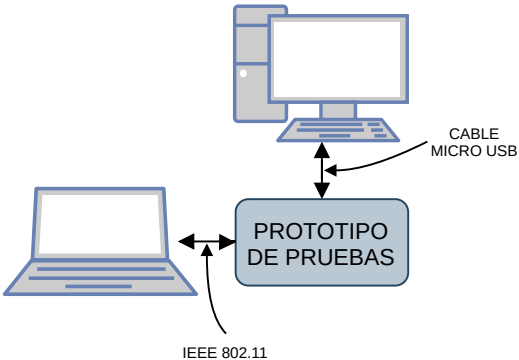 CABLE
MICRO USB
PROTOTIPO
DE PRUEBAS
IEEE 802.11